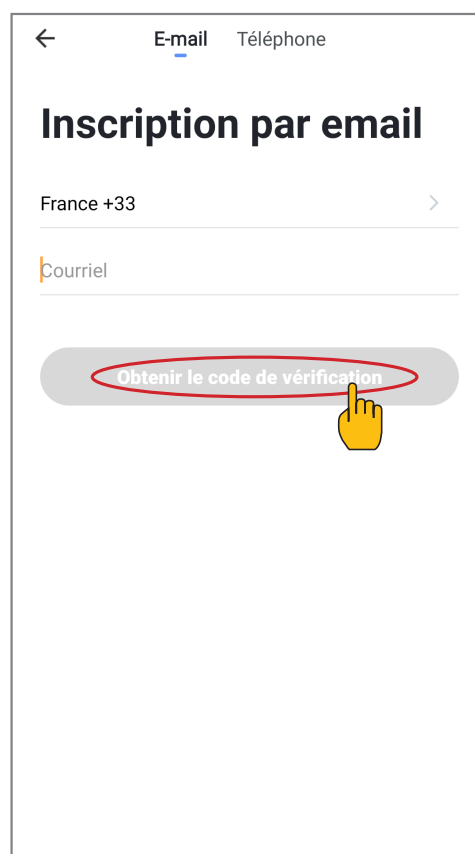 E-mail Téléphone
Inscription par email
France +33
Courriel
Obtenir le code de vérification